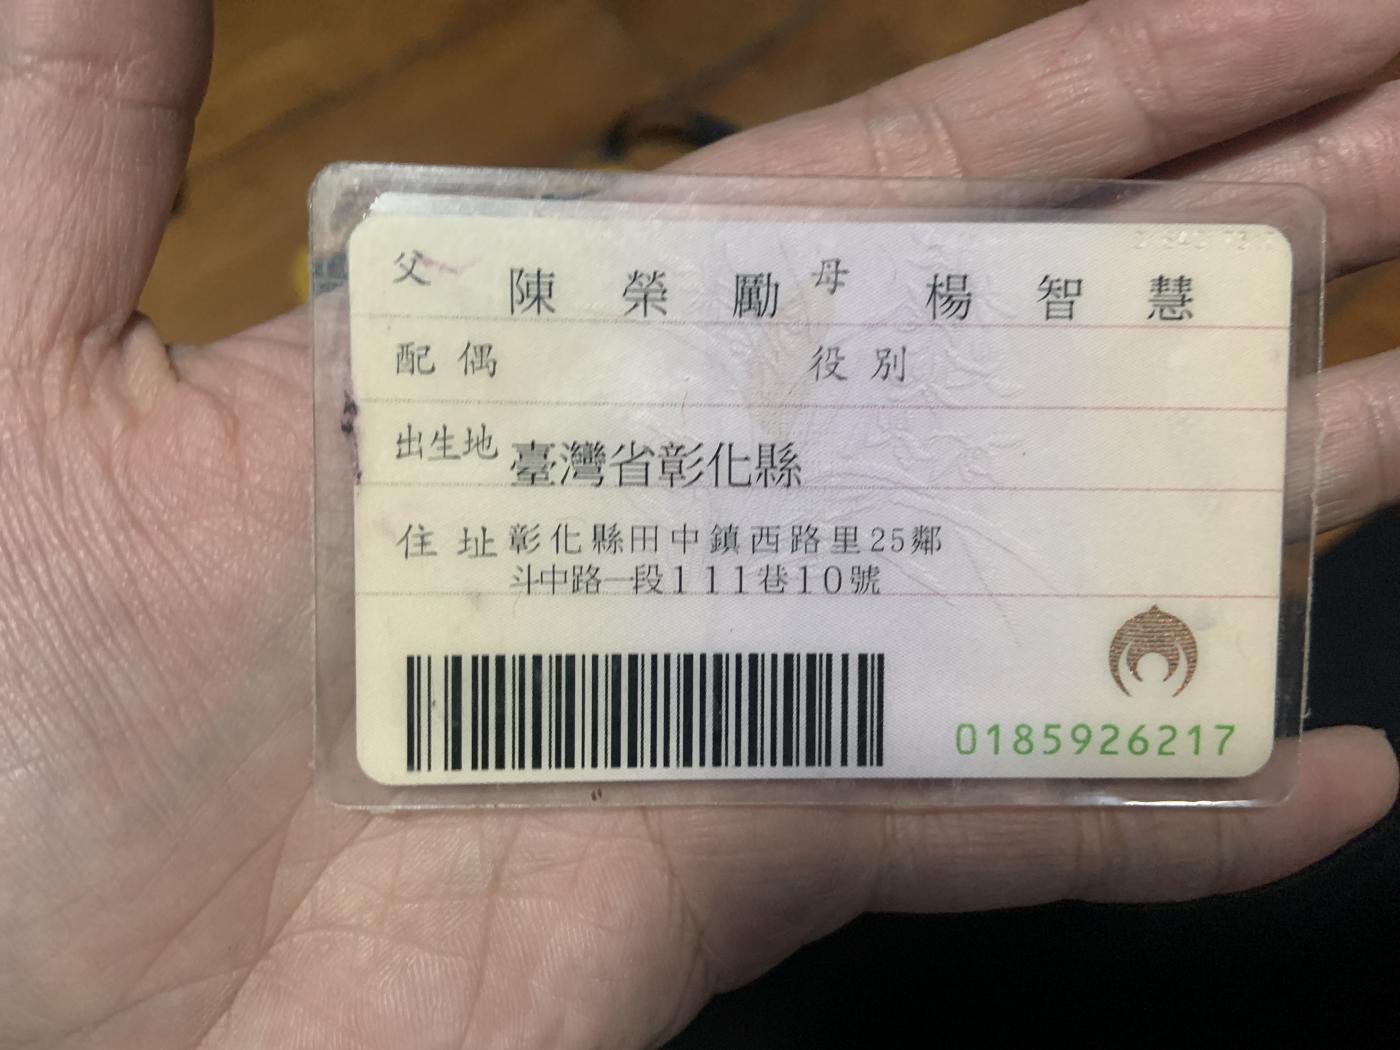 父 陳榮勵 母 楊智慧
配偶 役別
出生地 臺灣省彰化縣
住址 彰化縣田中鎮西路里25鄰
斗中路一段111巷10號
0185926217